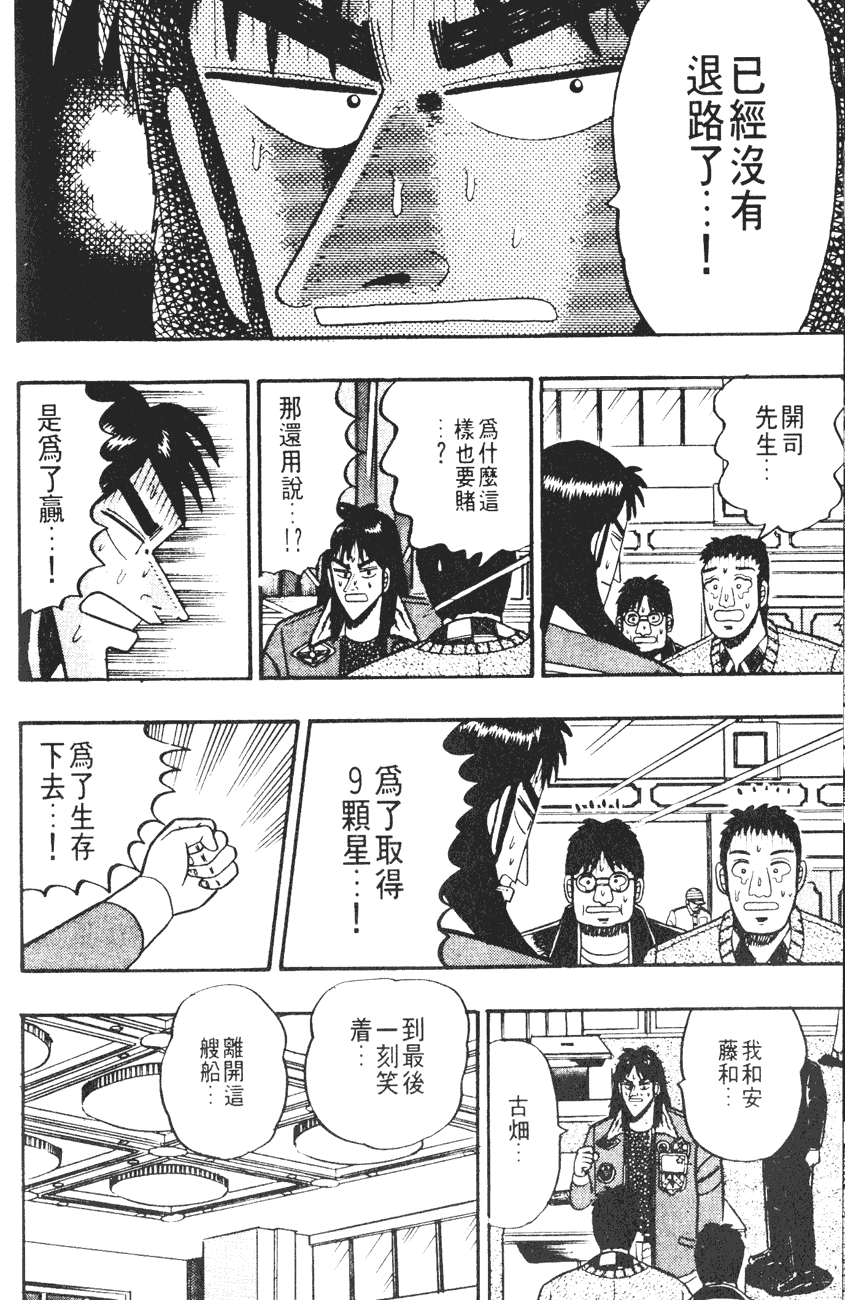 已經沒有
退路了…！
開司
先生…
爲什麼這
樣也要賭
…？
那還用說…！？
是爲了贏…！
爲了取得
9顆星…！
爲了生存
下去…！
我和安
藤和…
古畑…
到最後
一刻笑
着…
離開這
艘船…